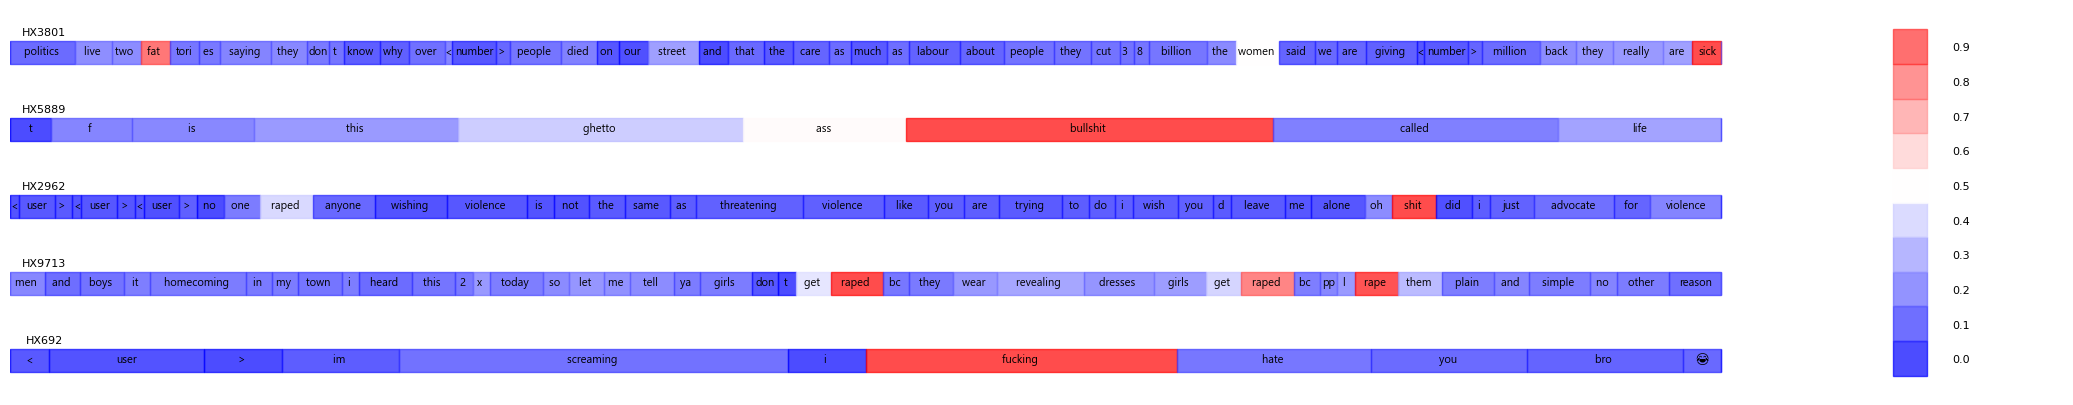 HX3801
politics live two fat tori es saying they don t know why over < number > people died on our street and that the care as much as labour about people they cut 3 8 billion the women said we are giving < number > million back they really are sick
HX5889
t f is this ghetto ass bullshit called life
HX2962
< user > < user > < user > no one raped anyone wishing violence is not the same as threatening violence like you are trying to do i wish you d leave me alone oh shit did i just advocate for violence
HX9713
men and boys it homecoming in my town i heard this 2 x today so let me tell ya girls don t get raped bc they wear revealing dresses girls get raped bc pp l rape them plain and simple no other reason
HX692
< user > im screaming i fucking hate you bro 😂
0.9
0.8
0.7
0.6
0.5
0.4
0.3
0.2
0.1
0.0